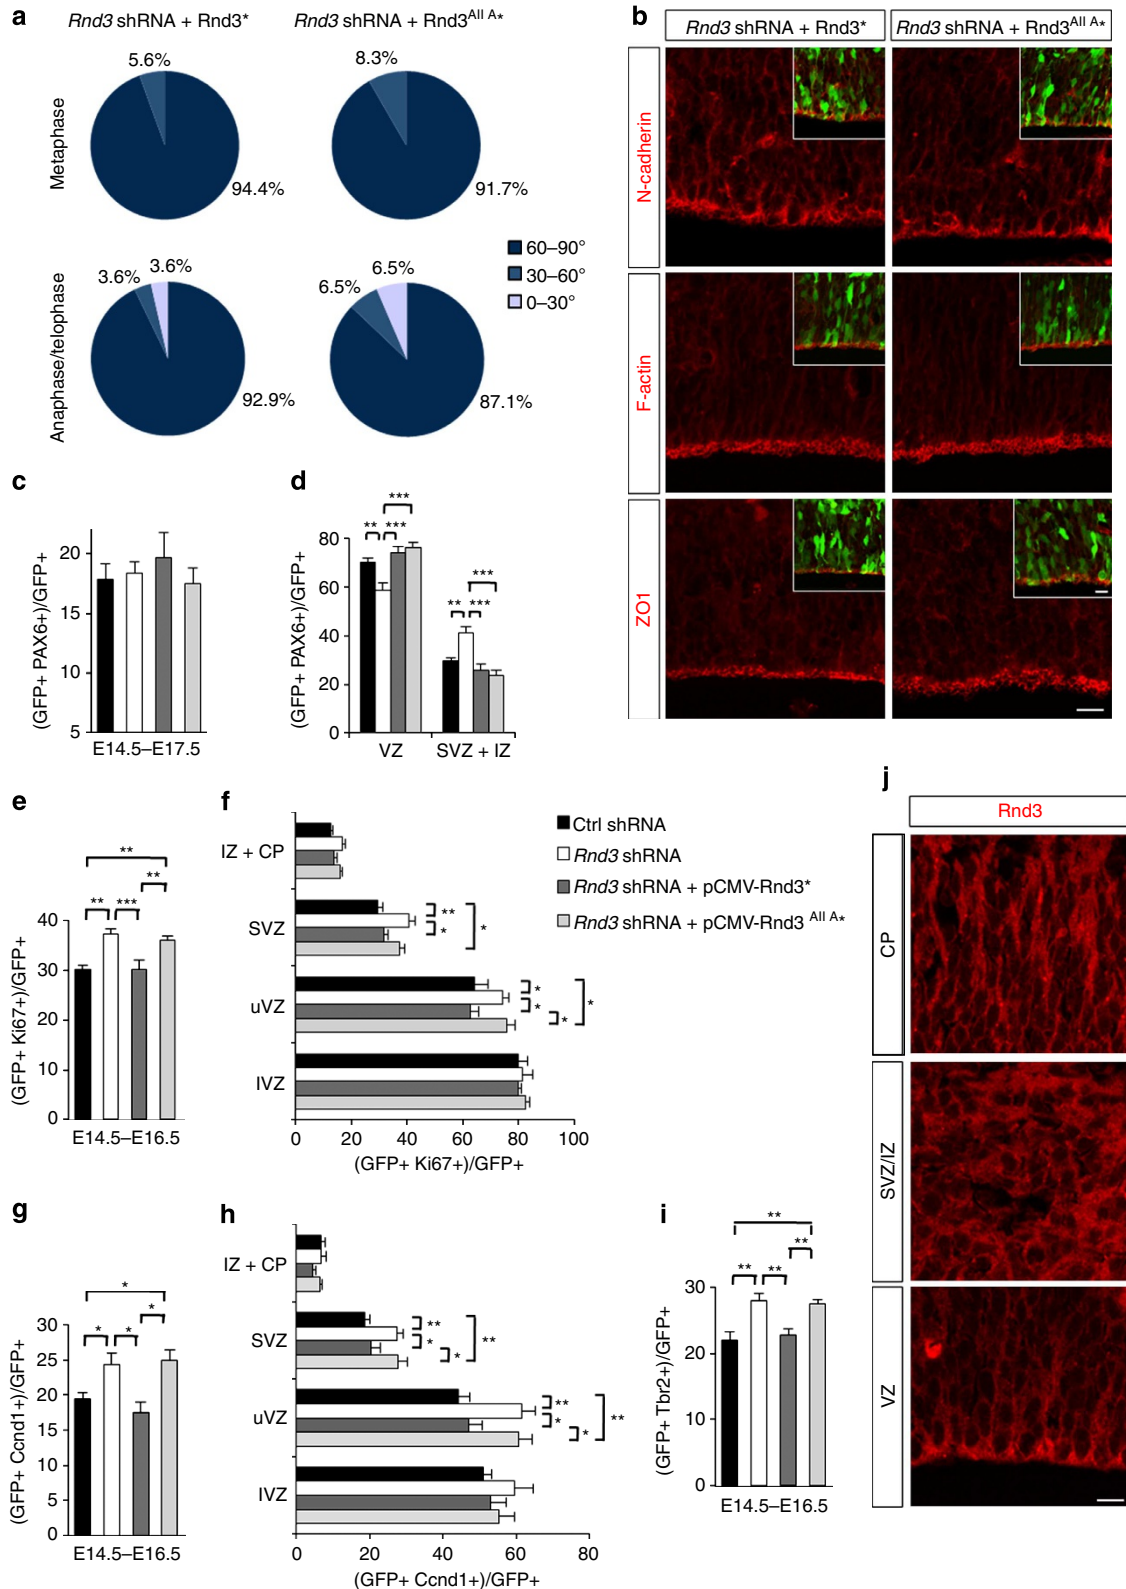 a
Rnd3 shRNA + Rnd3*
Rnd3 shRNA + Rnd3All A*
Metaphase
5.6%
94.4%
8.3%
91.7%
Anaphase/telophase
3.6%
3.6%
92.9%
6.5%
6.5%
87.1%
60–90°
30–60°
0–30°
b
Rnd3 shRNA + Rnd3*
Rnd3 shRNA + Rnd3All A*
N-cadherin
F-actin
ZO1
c
(GFP+ PAX6+)/GFP+
20
15
10
5
E14.5–E17.5
d
(GFP+ PAX6+)/GFP+
80
60
40
20
0
***
** ***
***
** ***
VZ
SVZ + IZ
e
(GFP+ Ki67+)/GFP+
40
30
20
10
0
**
**
** ***
E14.5–E16.5
f
IZ + CP
SVZ
uVZ
IVZ
**
*
*
*
*
*
*
0 20 40 60 80 100
(GFP+ Ki67+)/GFP+
Ctrl shRNA
Rnd3 shRNA
Rnd3 shRNA + pCMV-Rnd3*
Rnd3 shRNA + pCMV-Rnd3 All A*
g
(GFP+ Ccnd1+)/GFP+
30
25
20
15
10
5
0
*
*
* *
E14.5–E16.5
h
IZ + CP
SVZ
uVZ
IVZ
**
*
*
**
**
*
*
**
0 20 40 60 80
(GFP+ Ccnd1+)/GFP+
i
(GFP+ Tbr2+)/GFP+
30
20
10
0
**
**
** **
E14.5–E16.5
j
Rnd3
CP
SVZ/IZ
VZ